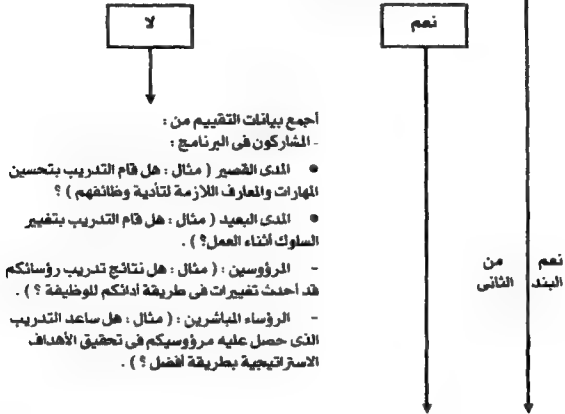 نعم
لا
أجمع بيانات التقييم من :
- المشاركون فى البرنامج :
• المدى القصير ( مثال : هل قام التدريب بتحسين
المهارات والمعارف اللازمة لتأدية وظائفهم ) ؟
• المدى البعيد ( مثال : هل قام التدريب بتغيير
السلوك أثناء العمل؟ ) .
- المرؤوسين : ( مثال : هل نتائج تدريب رؤسائكم
قد أحدثت تغييرات فى طريقة أدائكم للوظيفة ؟ ) .
- الرؤساء المباشرين : ( مثال : هل ساعد التدريب
الذى حصل عليه مرؤوسيكم فى تحقيق الأهداف
الاستراتيجية بطريقة أفضل ؟ ) .
نعم من
البند الثانى